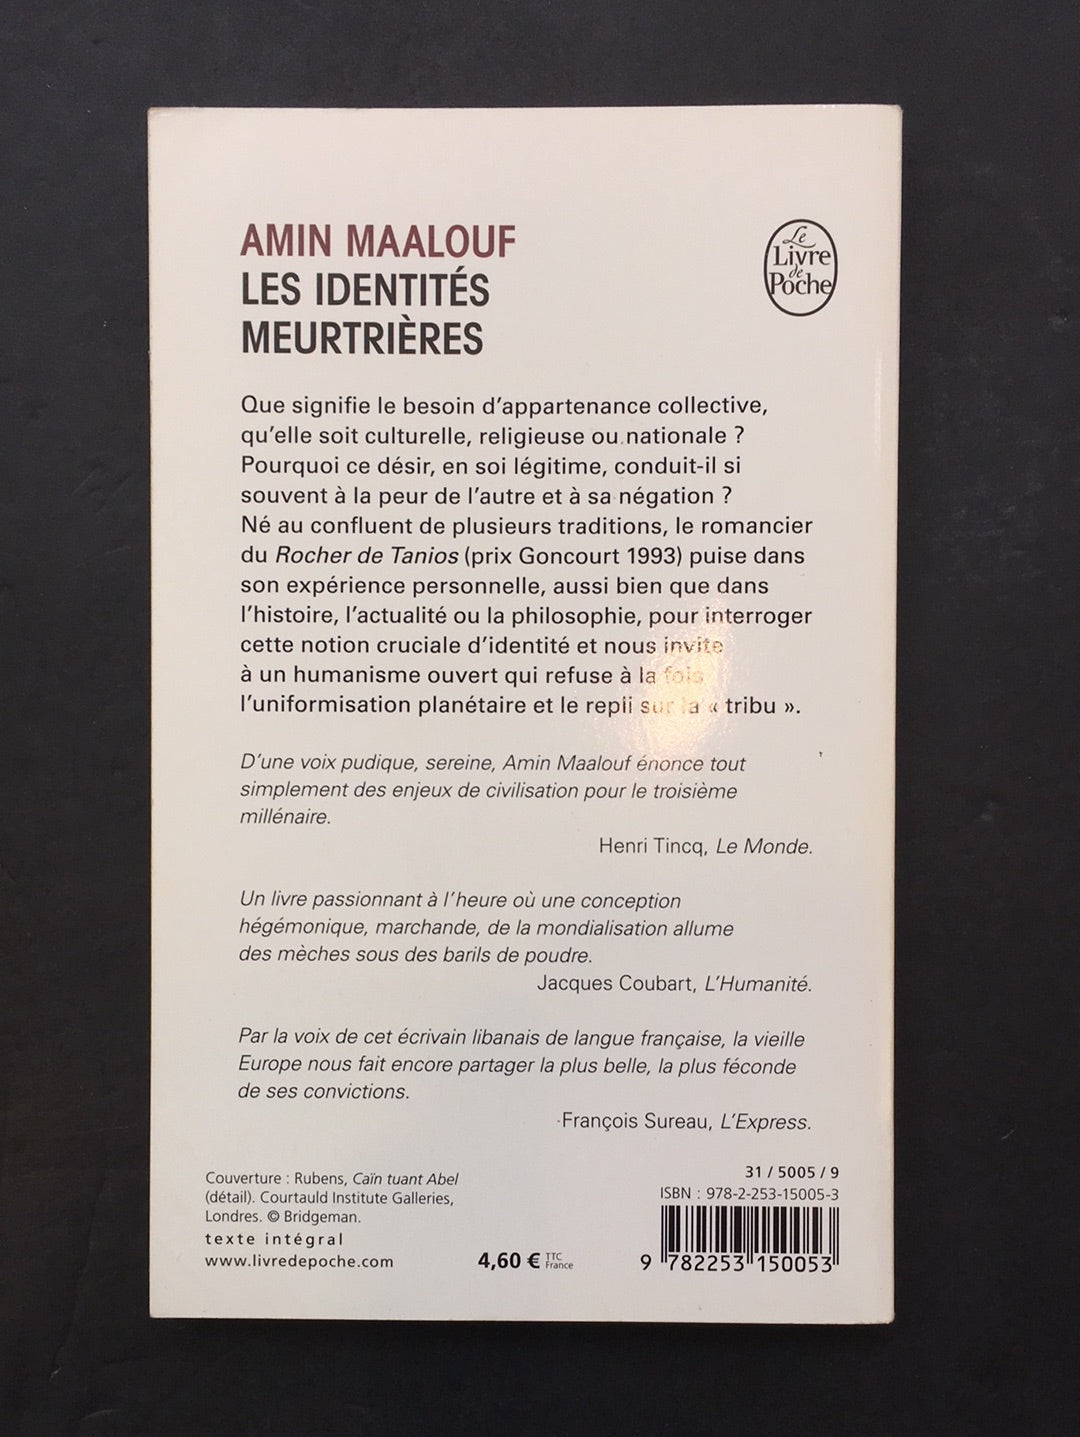 AMIN MAALOUF
LES IDENTITÉS
MEURTRIÈRES
Le
Livre
de
Poche
Que signifie le besoin d'appartenance collective,
qu'elle soit culturelle, religieuse ou nationale ?
Pourquoi ce désir, en soi légitime, conduit-il si
souvent à la peur de l'autre et à sa négation ?
Né au confluent de plusieurs traditions, le romancier
du Rocher de Tanios (prix Goncourt 1993) puise dans
son expérience personnelle, aussi bien que dans
l'histoire, l'actualité ou la philosophie, pour interroger
cette notion cruciale d'identité et nous invite
à un humanisme ouvert qui refuse à la fois
l'uniformisation planétaire et le repli sur la « tribu ».
D'une voix pudique, sereine, Amin Maalouf énonce tout
simplement des enjeux de civilisation pour le troisième
millénaire.
Henri Tincq, Le Monde.
Un livre passionnant à l'heure où une conception
hégémonique, marchande, de la mondialisation allume
des mèches sous des barils de poudre.
Jacques Coubart, L'Humanité.
Par la voix de cet écrivain libanais de langue française, la vieille
Europe nous fait encore partager la plus belle, la plus féconde
de ses convictions.
François Sureau, L'Express.
Couverture : Rubens, Caïn tuant Abel
(détail). Courtauld Institute Galleries,
Londres. © Bridgeman.
texte intégral
www.livredepoche.com
4,60 € TTC
France
31 / 5005 / 9
ISBN : 978-2-253-15005-3
9 782253 150053